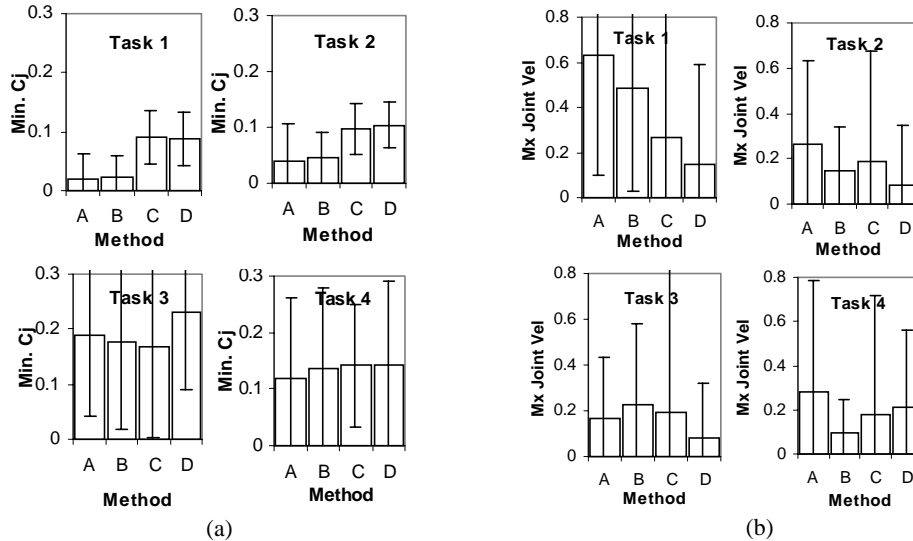 Task 1
Min. Cj
0.3
0.2
0.1
0
A B C D
Method
Task 2
Min. Cj
0.3
0.2
0.1
0
A B C D
Method
Task 3
Min. Cj
0.3
0.2
0.1
0
A B C D
Method
Task 4
Min. Cj
0.3
0.2
0.1
0
A B C D
Method
(a)
Task 1
Mx Joint Vel
0.8
0.6
0.4
0.2
0
A B C D
Method
Task 2
Mx Joint Vel
0.8
0.6
0.4
0.2
0
A B C D
Method
Task 3
Mx Joint Vel
0.8
0.6
0.4
0.2
0
A B C D
Method
Task 4
Mx Joint Vel
0.8
0.6
0.4
0.2
0
A B C D
Method
(b)